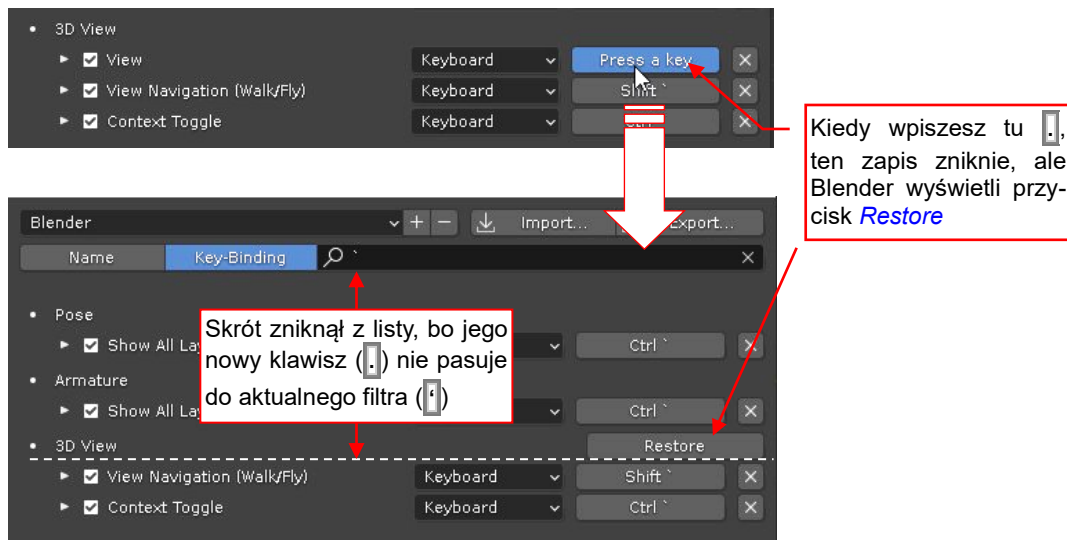 3D View
View Keyboard Press a key
View Navigation (Walk/Fly) Keyboard Shift `
Context Toggle Keyboard
Kiedy wpiszesz tu .,
ten zapis zniknie, ale
Blender wyświetli przy-
cisk Restore
Blender + − Import... Export...
Name Key-Binding `
Pose
Show All La Ctrl `
Armature
Show All La Ctrl `
Skrót zniknął z listy, bo jego
nowy klawisz (.) nie pasuje
do aktualnego filtra (‘)
3D View Restore
View Navigation (Walk/Fly) Keyboard Shift `
Context Toggle Keyboard Ctrl `